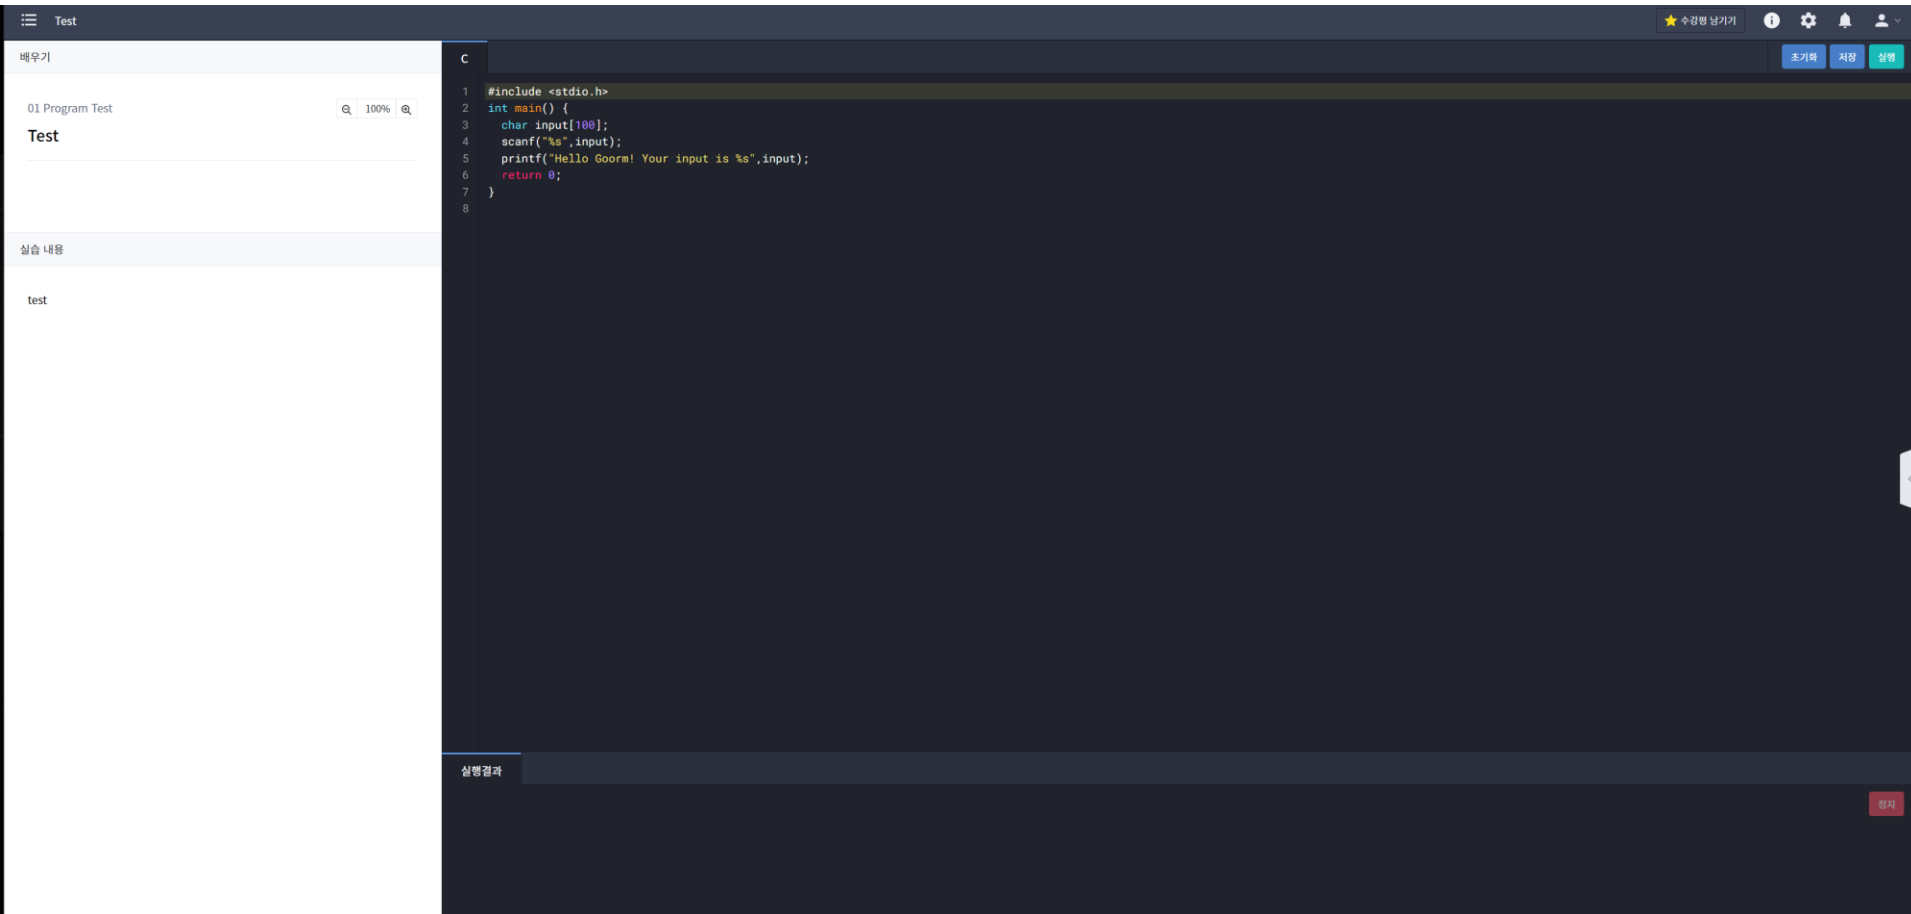 Test
수강평 남기기
배우기
01 Program Test
100%
Test
실습 내용
test
C
초기화
저장
실행
1 #include <stdio.h>
2 int main() {
3 char input[100];
4 scanf("%s",input);
5 printf("Hello Goorm! Your input is %s",input);
6 return 0;
7 }
8
실행결과
정지